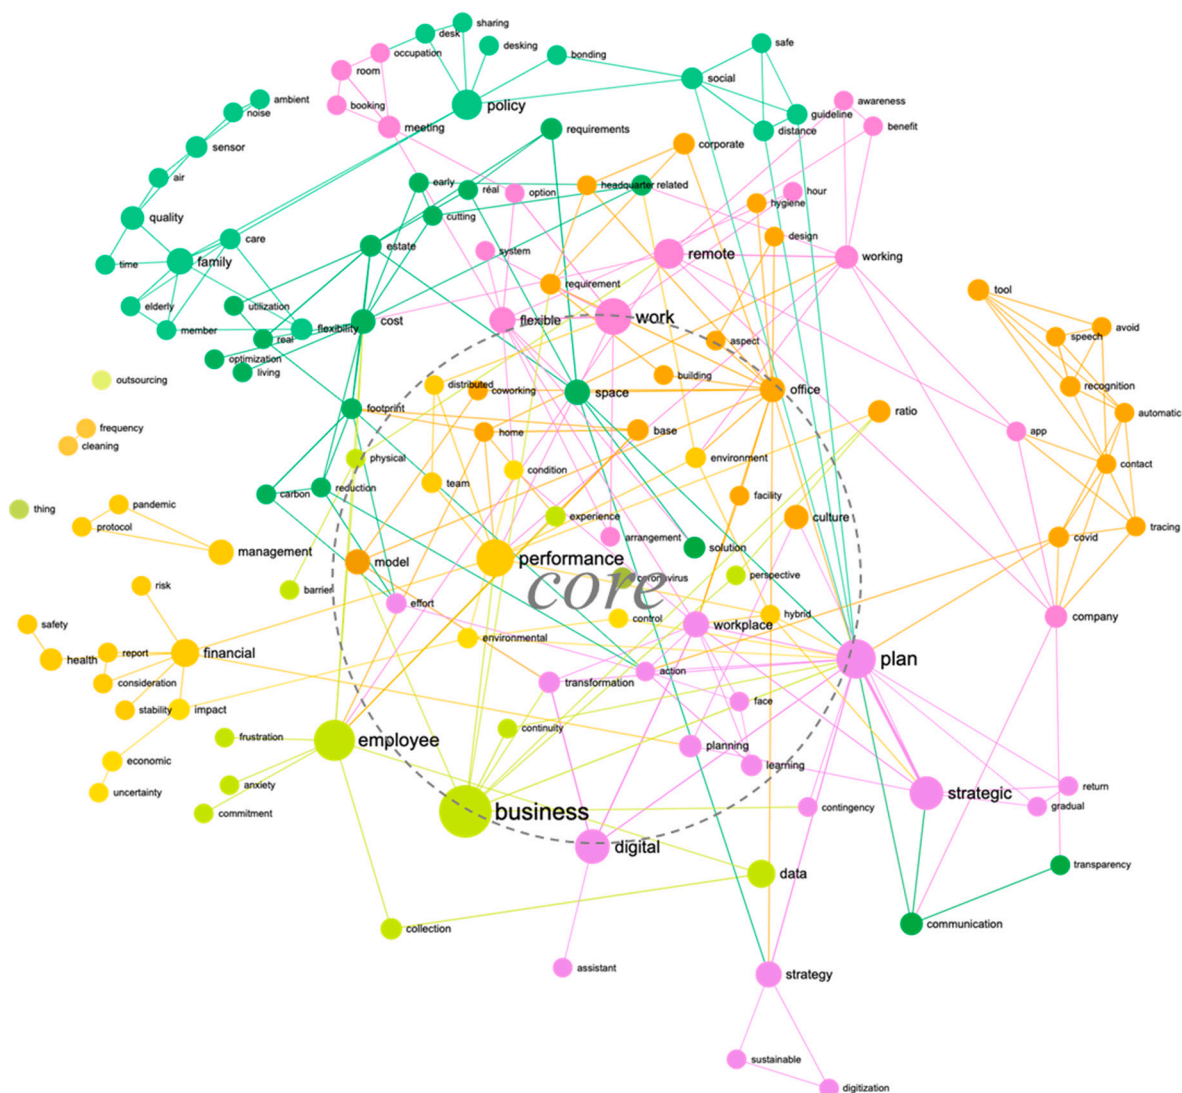 sharing
desk
desking
safe
occupation
bonding
room
social
ambient
booking
policy
awareness
noise
guideline
meeting
requirements
distance
benefit
sensor
corporate
air
early
headquarter related
real
option
hour
hygiene
quality
cutting
care
estate
design
system
remote
working
time
family
requirement
tool
elderly
utilization
cost
flexible
work
avoid
member
flexibility
speech
real
aspect
optimization
living
building
recognition
outsourcing
distributed
coworking
space
office
footprint
ratio
automatic
frequency
home
base
app
cleaning
physical
condition
environment
contact
team
reduction
carbon
facility
pandemic
thing
experience
culture
protocol
tracing
arrangement
covid
management
solution
model
performance
core
coronavirus
perspective
risk
barrier
effort
control
hybrid
company
safety
workplace
environmental
health
report
financial
plan
action
consideration
transformation
stability
impact
face
continuity
frustration
employee
planning
economic
learning
anxiety
return
uncertainty
strategic
commitment
business
contingency
gradual
digital
transparency
data
collection
communication
assistant
strategy
sustainable
digitization